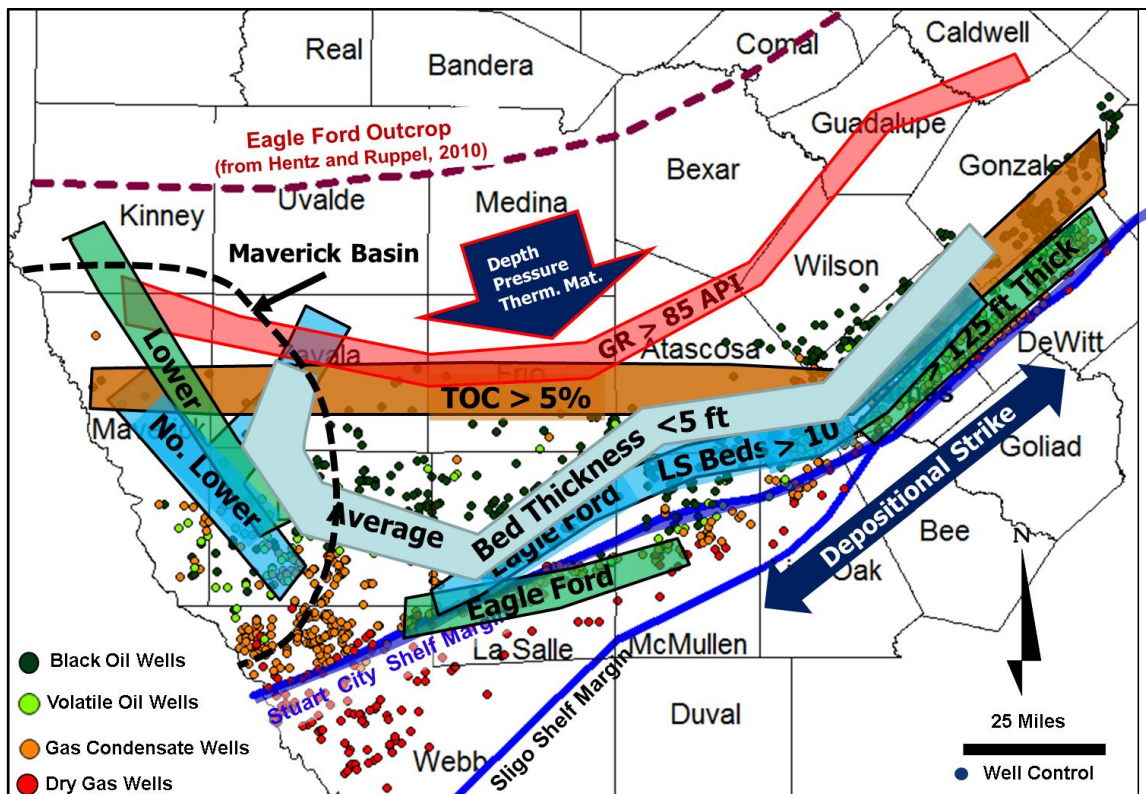 Real
Bandera
Comal
Caldwell
Guadalupe
Eagle Ford Outcrop
(from Hentz and Ruppel, 2010)
Bexar
Gonzales
Kinney
Uvalde
Medina
Maverick Basin
Depth
Pressure
Therm. Mat.
Wilson
GR > 85 API
> 125 ft Thick
DeWitt
Atascosa
Frio
TOC > 5%
Lower
No. Lower
Average
Bed Thickness <5 ft
LS Beds > 10
Eagle Ford
Goliad
Depositional Strike
Bee
N
Eagle Ford
Stuart City Shelf Margin
La Salle
McMullen
Sligo Shelf Margin
Duval
Webb
25 Miles
Well Control
Black Oil Wells
Volatile Oil Wells
Gas Condensate Wells
Dry Gas Wells